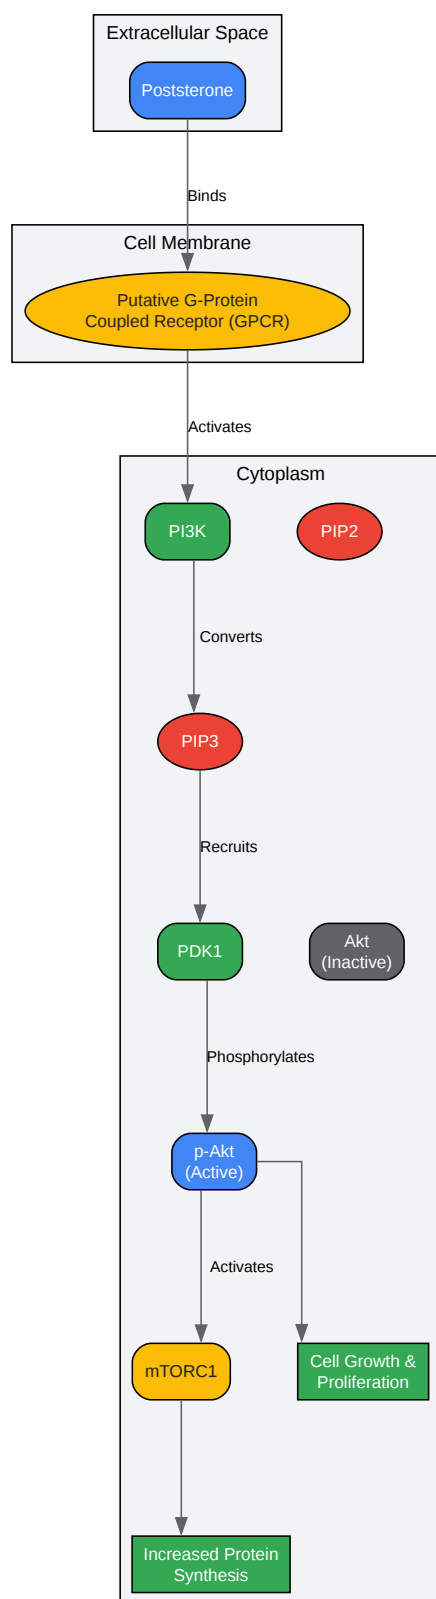 Extracellular Space
Poststerone
Binds
Cell Membrane
Putative G-Protein
Coupled Receptor (GPCR)
Activates
Cytoplasm
PI3K
PIP2
Converts
PIP3
Recruits
PDK1
Akt
(Inactive)
Phosphorylates
p-Akt
(Active)
Activates
mTORC1
Cell Growth &
Proliferation
Increased Protein
Synthesis